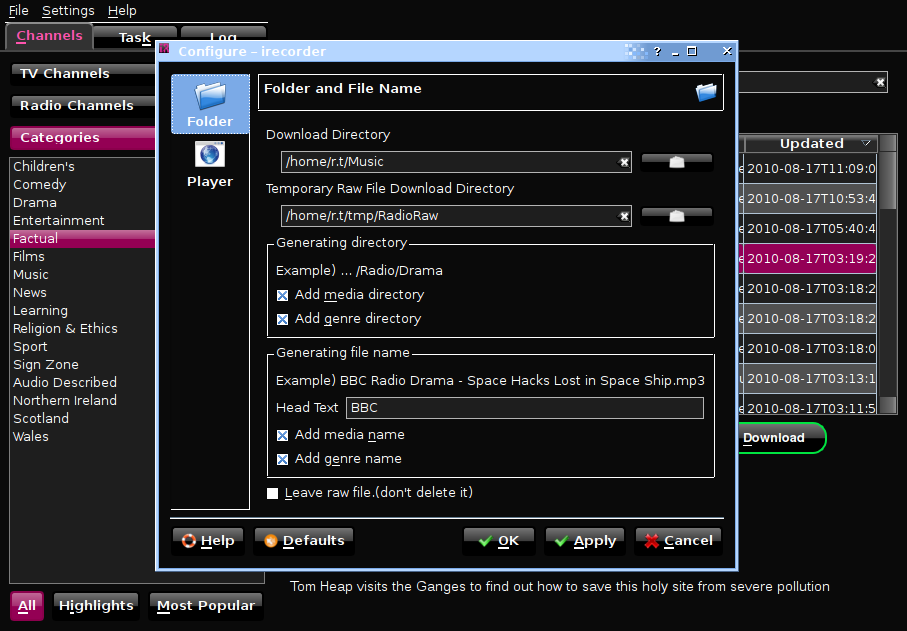 File Settings Help
Channels Task Log
Configure – irecorder
TV Channels
Radio Channels
Categories
Children's
Comedy
Drama
Entertainment
Factual
Films
Music
News
Learning
Religion & Ethics
Sport
Sign Zone
Audio Described
Northern Ireland
Scotland
Wales
Folder
Player
Folder and File Name
Download Directory
/home/r.t/Music
Temporary Raw File Download Directory
/home/r.t/tmp/RadioRaw
Generating directory
Example) ... /Radio/Drama
Add media directory
Add genre directory
Generating file name
Example) BBC Radio Drama - Space Hacks Lost in Space Ship.mp3
Head Text BBC
Add media name
Add genre name
Leave raw file.(don't delete it)
Help Defaults OK Apply Cancel
Updated
2010-08-17T11:09:0
2010-08-17T10:53:4
2010-08-17T05:40:4
2010-08-17T03:19:2
2010-08-17T03:18:2
2010-08-17T03:18:2
2010-08-17T03:18:0
2010-08-17T03:13:1
2010-08-17T03:11:5
Download
Tom Heap visits the Ganges to find out how to save this holy site from severe pollution
All Highlights Most Popular